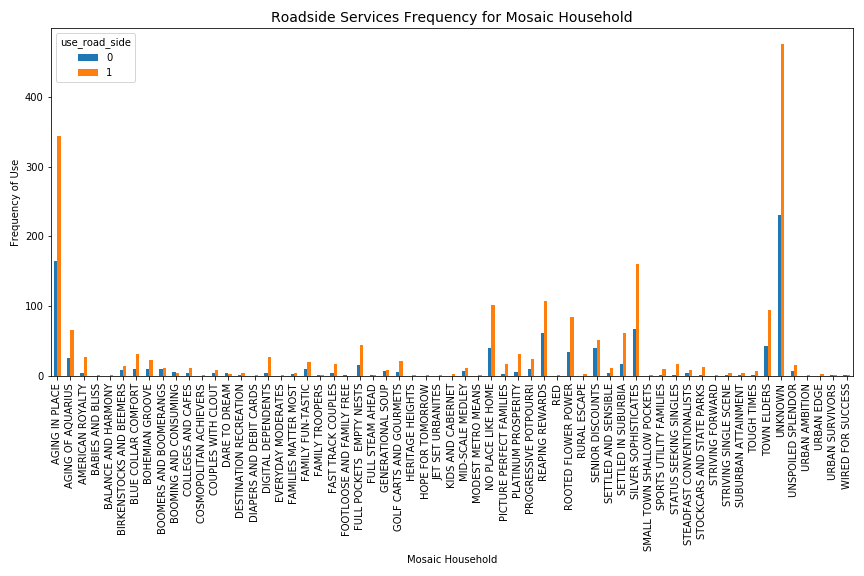 Roadside Services Frequency for Mosaic Household
use_road_side
0
1
Frequency of Use
400
300
200
100
0
AGING IN PLACE
AGING OF AQUARIUS
AMERICAN ROYALTY
BABIES AND BLISS
BALANCE AND HARMONY
BIRKENSTOCKS AND BEEMERS
BLUE COLLAR COMFORT
BOHEMIAN GROOVE
BOOMERS AND BOOMERANGS
BOOMING AND CONSUMING
COLLEGES AND CAFES
COSMOPOLITAN ACHIEVERS
COUPLES WITH CLOUT
DARE TO DREAM
DESTINATION RECREATION
DIAPERS AND DEBIT CARDS
DIGITAL DEPENDENTS
EVERYDAY MODERATES
FAMILIES MATTER MOST
FAMILY FUN-TASTIC
FAMILY TROOPERS
FAST TRACK COUPLES
FOOTLOOSE AND FAMILY FREE
FULL POCKETS  EMPTY NESTS
FULL STEAM AHEAD
GENERATIONAL SOUP
GOLF CARTS AND GOURMETS
HERITAGE HEIGHTS
HOPE FOR TOMORROW
JET SET URBANITES
KIDS AND CABERNET
MID-SCALE MEDLEY
MODEST METRO MEANS
NO PLACE LIKE HOME
PICTURE PERFECT FAMILIES
PLATINUM PROSPERITY
PROGRESSIVE POTPOURRI
REAPING REWARDS
RED
ROOTED FLOWER POWER
RURAL ESCAPE
SENIOR DISCOUNTS
SETTLED AND SENSIBLE
SETTLED IN SUBURBIA
SILVER SOPHISTICATES
SMALL TOWN SHALLOW POCKETS
SPORTS UTILITY FAMILIES
STATUS SEEKING SINGLES
STEADFAST CONVENTIONALISTS
STOCKCARS AND STATE PARKS
STRIVING FORWARD
STRIVING SINGLE SCENE
SUBURBAN ATTAINMENT
TOUGH TIMES
TOWN ELDERS
UNKNOWN
UNSPOILED SPLENDOR
URBAN AMBITION
URBAN EDGE
URBAN SURVIVORS
WIRED FOR SUCCESS
Mosaic Household